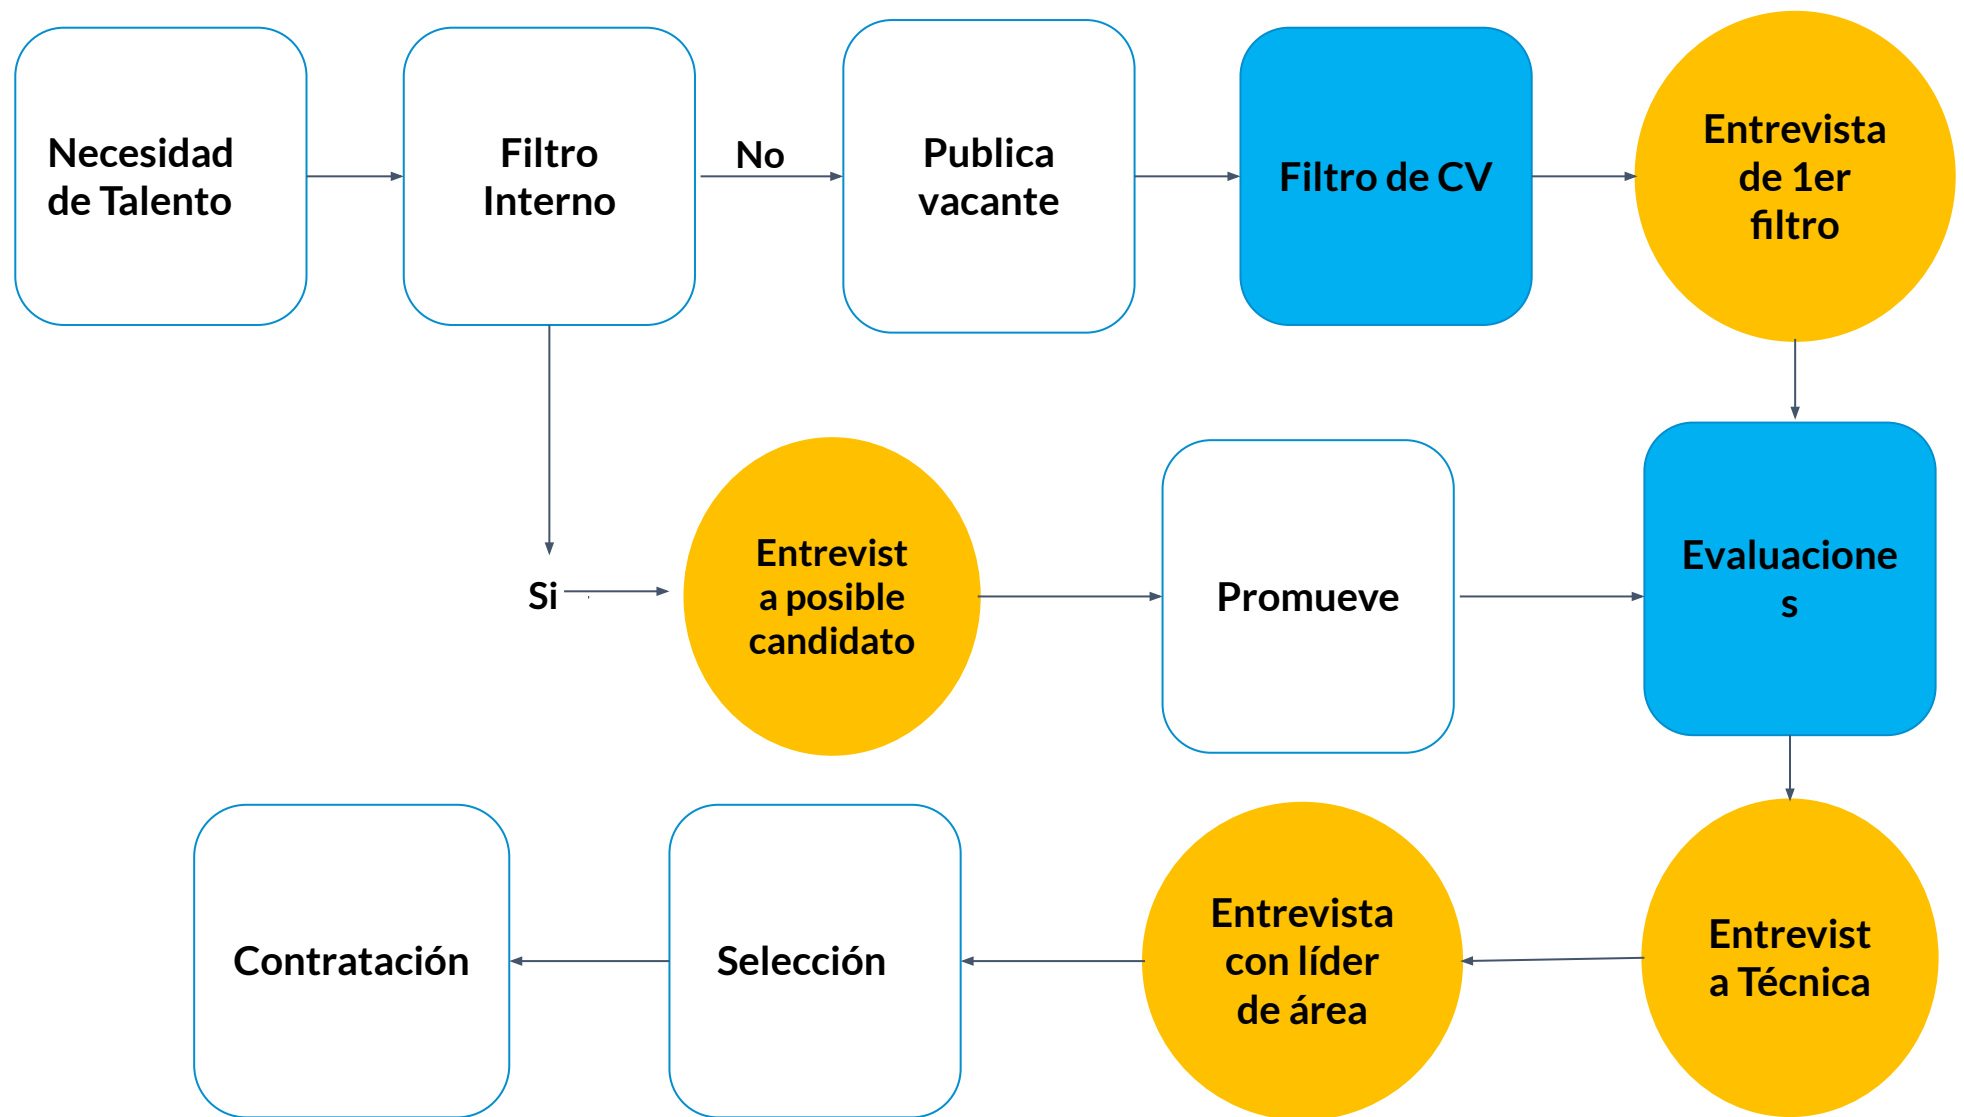 Necesidad
de Talento
Filtro
Interno
No
Publica
vacante
Filtro de CV
Entrevista
de 1er
filtro
Si
Entrevist
a posible
candidato
Promueve
Evaluacione
s
Contratación
Selección
Entrevista
con líder
de área
Entrevist
a Técnica